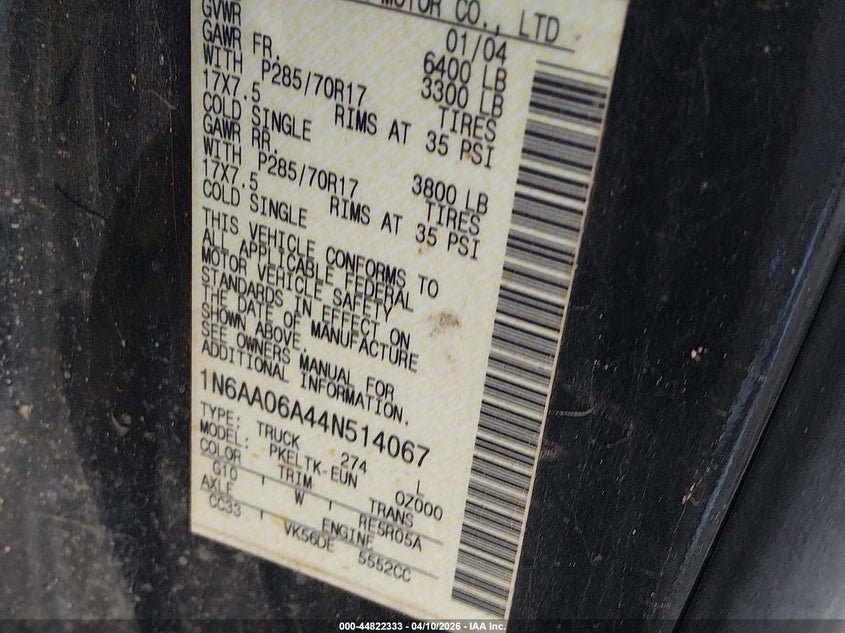 MOTOR CO., LTD
01/04
GVWR 6400 LB
GAWR FR. 3300 LB
WITH P285/70R17 TIRES
17X7.5 RIMS AT 35 PSI
COLD SINGLE
GAWR RR. 3800 LB
WITH P285/70R17 TIRES
17X7.5 RIMS AT 35 PSI
COLD SINGLE
THIS VEHICLE CONFORMS TO
ALL APPLICABLE FEDERAL
MOTOR VEHICLE SAFETY
STANDARDS IN EFFECT ON
THE DATE OF MANUFACTURE
SHOWN ABOVE.
SEE OWNERS MANUAL FOR
ADDITIONAL INFORMATION.
1N6AA06A44N514067
TYPE: TRUCK 274 L
MODEL: PKELTK-EUN 0Z000
COLOR TRIM TRANS
G10 W RE5R05A
AXLE ENGINE
CC33 VK56DE 5552CC
000-44822333 - 04/10/2026 - IAA Inc.